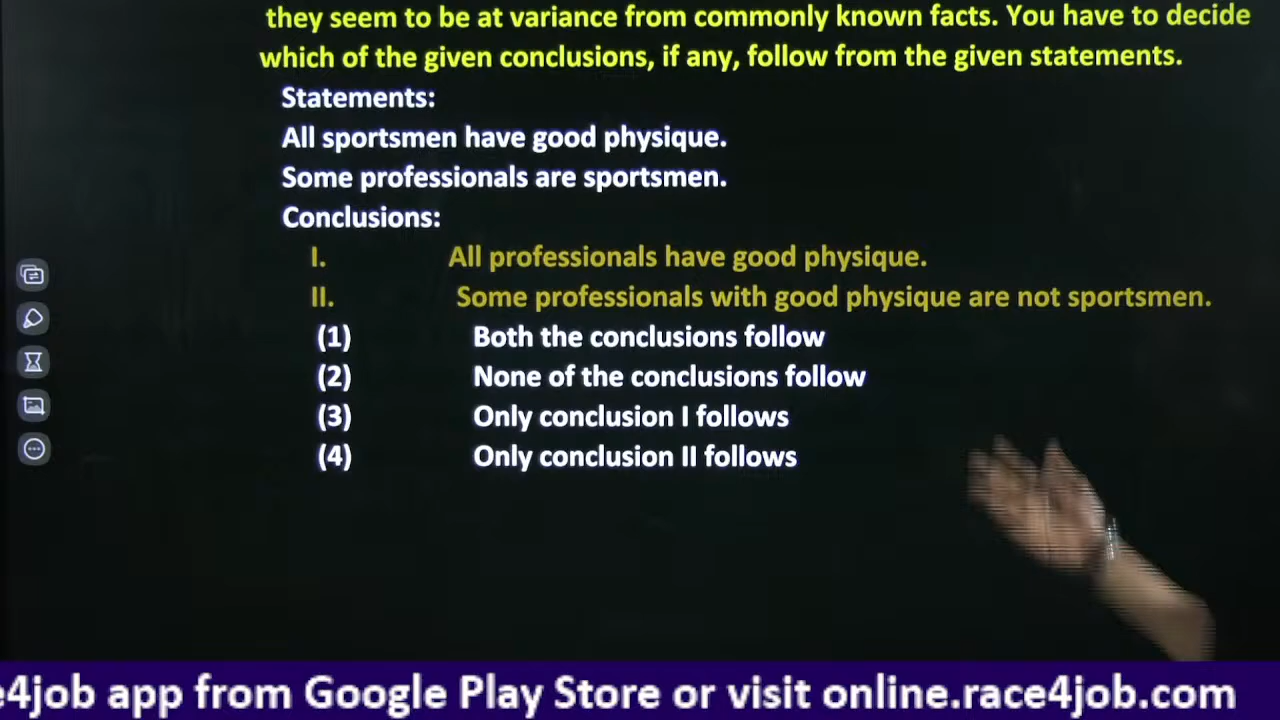 they seem to be at variance from commonly known facts. You have to decide
which of the given conclusions, if any, follow from the given statements.
Statements:
All sportsmen have good physique.
Some professionals are sportsmen.
Conclusions:
I. All professionals have good physique.
II. Some professionals with good physique are not sportsmen.
(1) Both the conclusions follow
(2) None of the conclusions follow
(3) Only conclusion I follows
(4) Only conclusion II follows
e4job app from Google Play Store or visit online.race4job.com